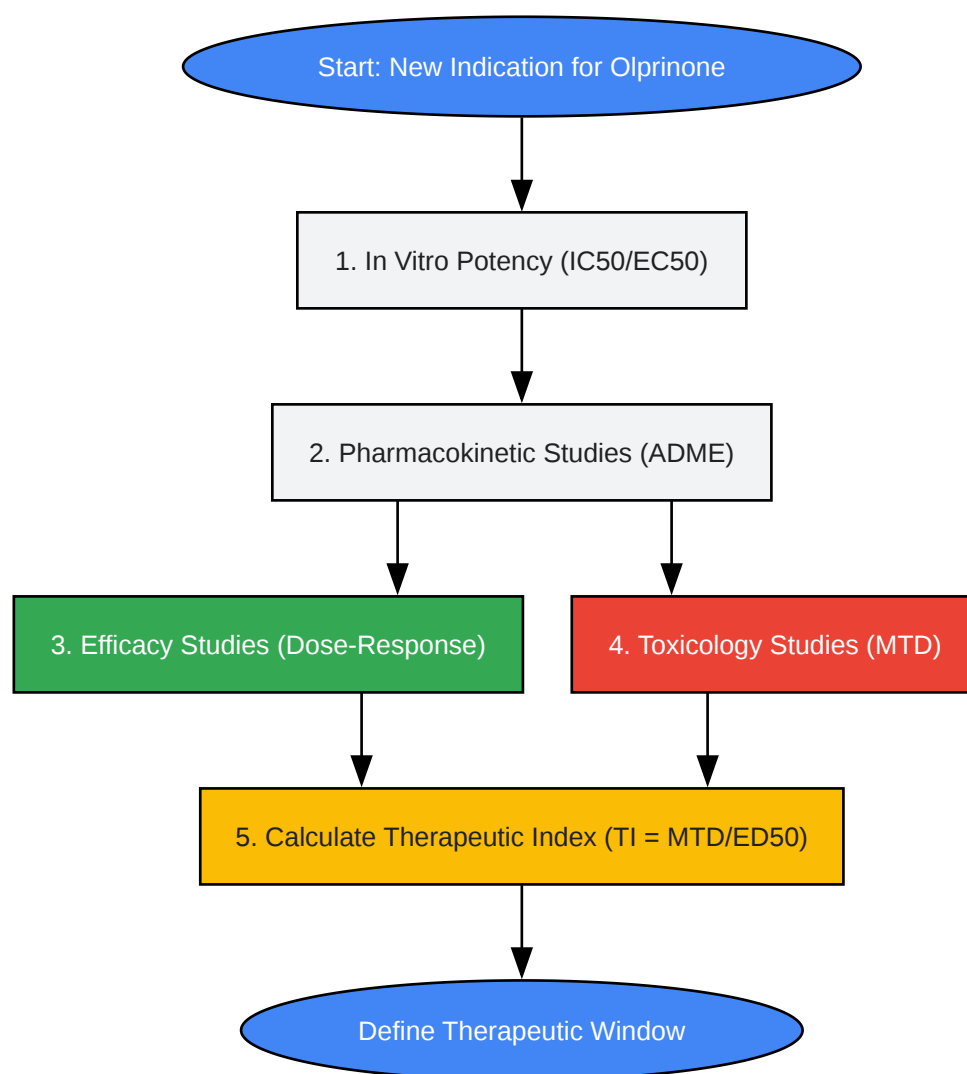 Start: New Indication for Olprinone
1. In Vitro Potency (IC50/EC50)
2. Pharmacokinetic Studies (ADME)
3. Efficacy Studies (Dose-Response)
4. Toxicology Studies (MTD)
5. Calculate Therapeutic Index (TI = MTD/ED50)
Define Therapeutic Window